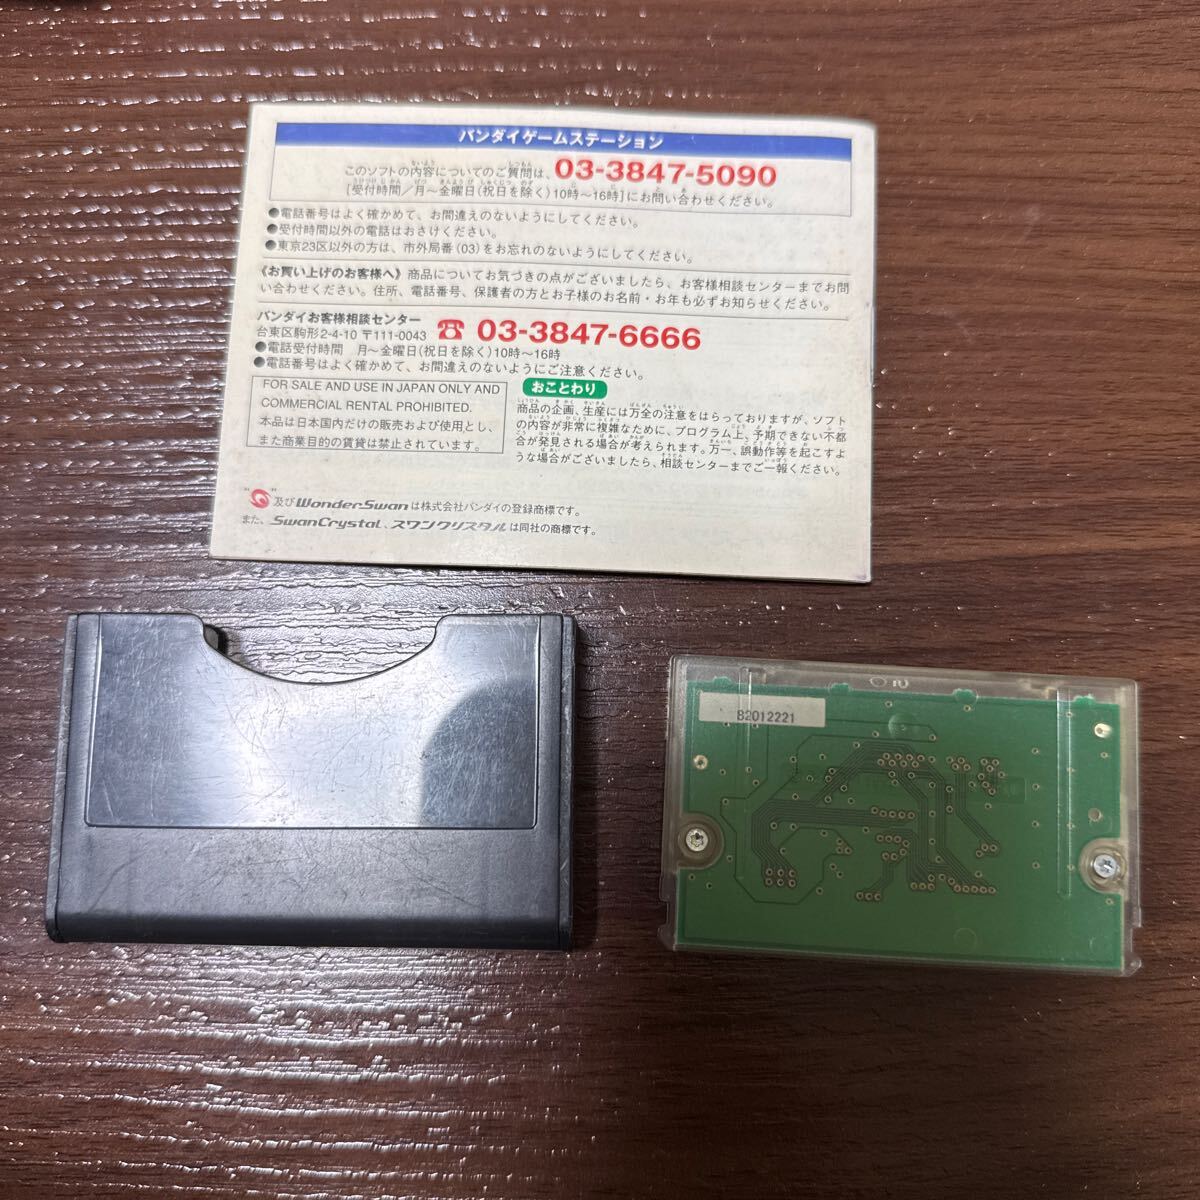 バンダイゲームステーション
このソフトの内容についてのご質問は、03-3847-5090
[受付時間／月～金曜日(祝日を除く)10時～16時]にお問い合わせください。
●電話番号はよく確かめて、お間違えのないようにしてください。
●受付時間以外の電話はおさけください。
●東京23区以外の方は、市外局番(03)をお忘れのないようにしてください。
《お買い上げのお客様へ》商品についてお気づきの点がございましたら、お客様相談センターまでお問
い合わせください。住所、電話番号、保護者の方とお子様のお名前・お年も必ずお知らせください。
バンダイお客様相談センター
台東区駒形2-4-10 〒111-0043 ☎ 03-3847-6666
●電話受付時間　月～金曜日(祝日を除く)10時～16時
●電話番号はよく確かめて、お間違えのないようにご注意ください。
FOR SALE AND USE IN JAPAN ONLY AND
COMMERCIAL RENTAL PROHIBITED.
本品は日本国内だけの販売および使用とし、
また商業目的の賃貸は禁止されています。
おことわり
商品の企画、生産には万全の注意をはらっておりますが、ソフト
の内容が非常に複雑なために、プログラム上、予期できない不都
合が発見される場合が考えられます。万一、誤動作等を起こすよ
うな場合がございましたら、相談センターまでご一報ください。
" "及びWonderSwanは株式会社バンダイの登録商標です。
また、SwanCrystal、スワンクリスタルは同社の商標です。
82012221